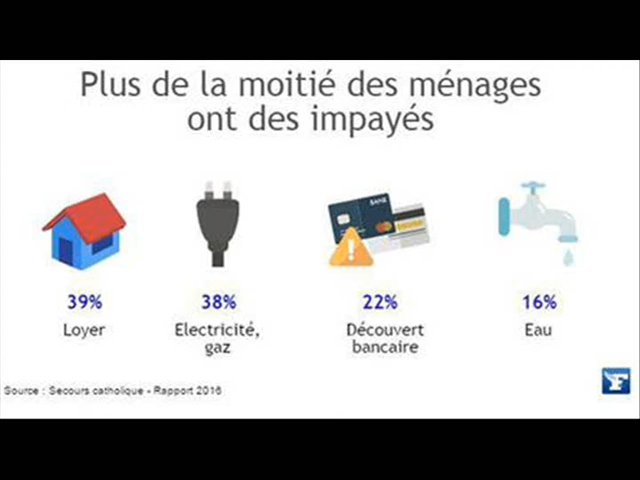 Plus de la moitié des ménages
ont des impayés
BANK
39%
Loyer
38%
Electricité,
gaz
22%
Découvert
bancaire
16%
Eau
Source : Secours catholique - Rapport 2016
F